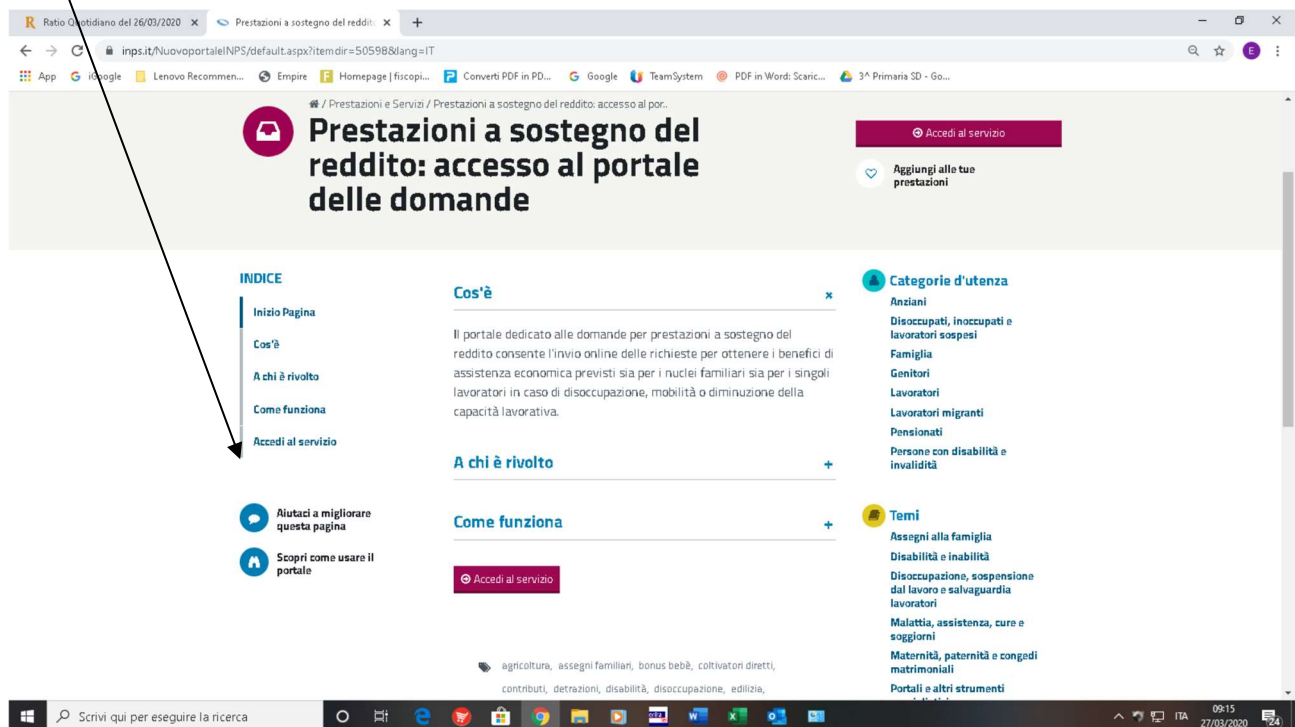 Ratio Quotidiano del 26/03/2020
Prestazioni a sostegno del reddito
inps.it/NuovoportaleINPS/default.aspx?itemdir=50598&lang=IT
E
App
iGoogle
Lenovo Recommen...
Empire
Homepage | fiscopi...
Converti PDF in PD...
Google
TeamSystem
PDF in Word: Scaric...
3^ Primaria SD - Go...
/ Prestazioni e Servizi / Prestazioni a sostegno del reddito: accesso al por..
Prestazioni a sostegno del
reddito: accesso al portale
delle domande
Accedi al servizio
Aggiungi alle tue
prestazioni
INDICE
Inizio Pagina
Cos'è
A chi è rivolto
Come funziona
Accedi al servizio
Aiutaci a migliorare
questa pagina
Scopri come usare il
portale
Cos'è
Il portale dedicato alle domande per prestazioni a sostegno del
reddito consente l'invio online delle richieste per ottenere i benefici di
assistenza economica previsti sia per i nuclei familiari sia per i singoli
lavoratori in caso di disoccupazione, mobilità o diminuzione della
capacità lavorativa.
A chi è rivolto
Come funziona
Accedi al servizio
agricoltura, assegni familiari, bonus bebè, coltivatori diretti,
contributi, detrazioni, disabilità, disoccupazione, edilizia,
Categorie d'utenza
Anziani
Disoccupati, inoccupati e
lavoratori sospesi
Famiglia
Genitori
Lavoratori
Lavoratori migranti
Pensionati
Persone con disabilità e
invalidità
Temi
Assegni alla famiglia
Disabilità e inabilità
Disoccupazione, sospensione
dal lavoro e salvaguardia
lavoratori
Malattia, assistenza, cure e
soggiorni
Maternità, paternità e congedi
matrimoniali
Portali e altri strumenti
Scrivi qui per eseguire la ricerca
ITA
09:15
27/03/2020
24